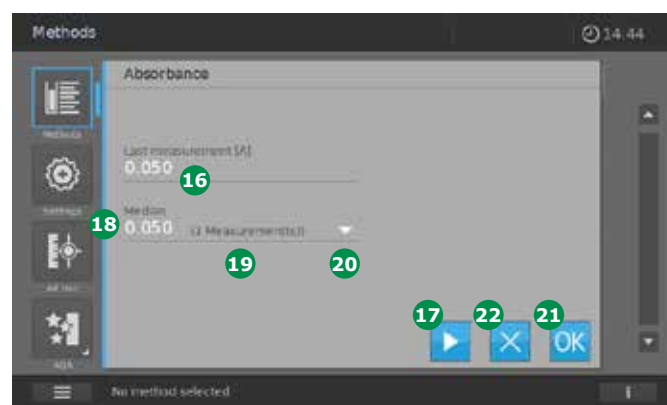 Methods
14:44
Absorbance
Methods
Last measurement [A]
0.050
16
Settings
Median
18
0.050
Measurement(s))
19
20
17
22
21
OK
AQA
No method selected
i